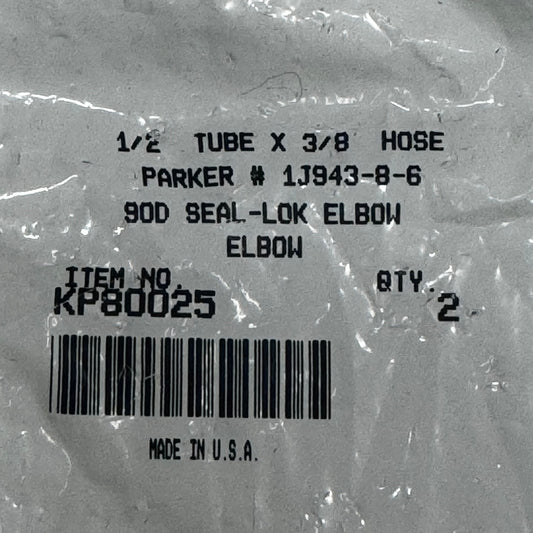 1/2 TUBE X 3/8 HOSE
PARKER # 1J943-8-6
90D SEAL-LOK ELBOW
ELBOW
ITEM NO. QTY.
KP80025 2
MADE IN U.S.A.